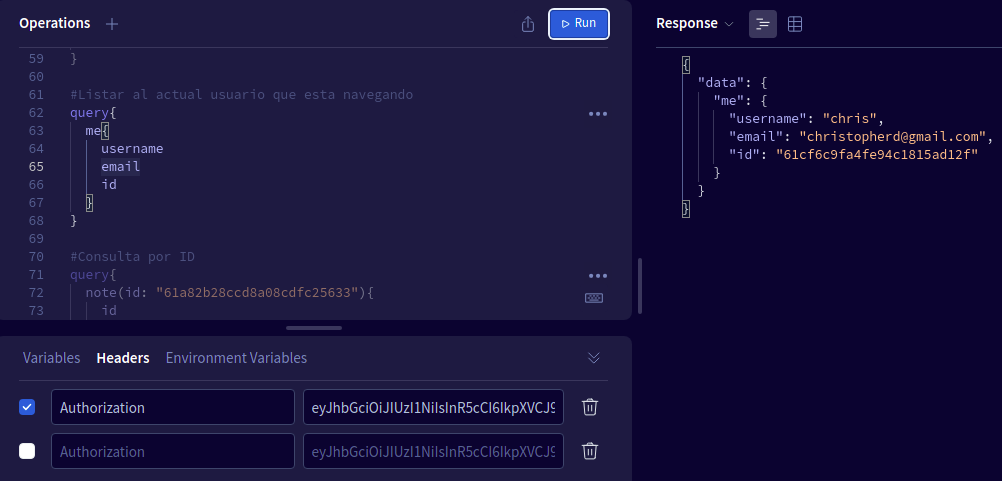 Operations
Run
59 }
60
61 #Listar al actual usuario que esta navegando
62 query{
63 me{
64 username
65 email
66 id
67 }
68 }
69
70 #Consulta por ID
71 query{
72 note(id: "61a82b28ccd8a08cdfc25633"){
73 id
Variables Headers Environment Variables
Authorization eyJhbGciOiJIUzI1NiIsInR5cCI6IkpXVCJ9
Authorization eyJhbGciOiJIUzI1NiIsInR5cCI6IkpXVCJ9
Response
{
"data": {
"me": {
"username": "chris",
"email": "christopherd@gmail.com",
"id": "61cf6c9fa4fe94c1815ad12f"
}
}
}